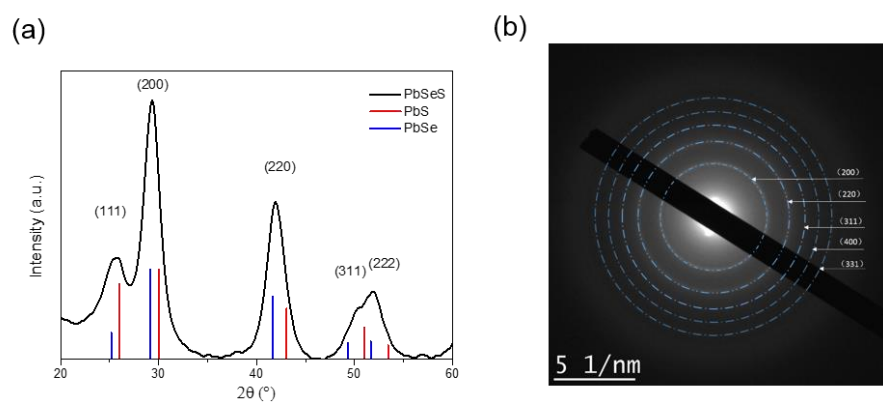 (a)
(200)
PbSeS
PbS
PbSe
(220)
(111)
(311)
(222)
Intensity (a.u.)
20
30
40
50
60
2θ (°)
(b)
(200)
(220)
(311)
(400)
(331)
5 1/nm